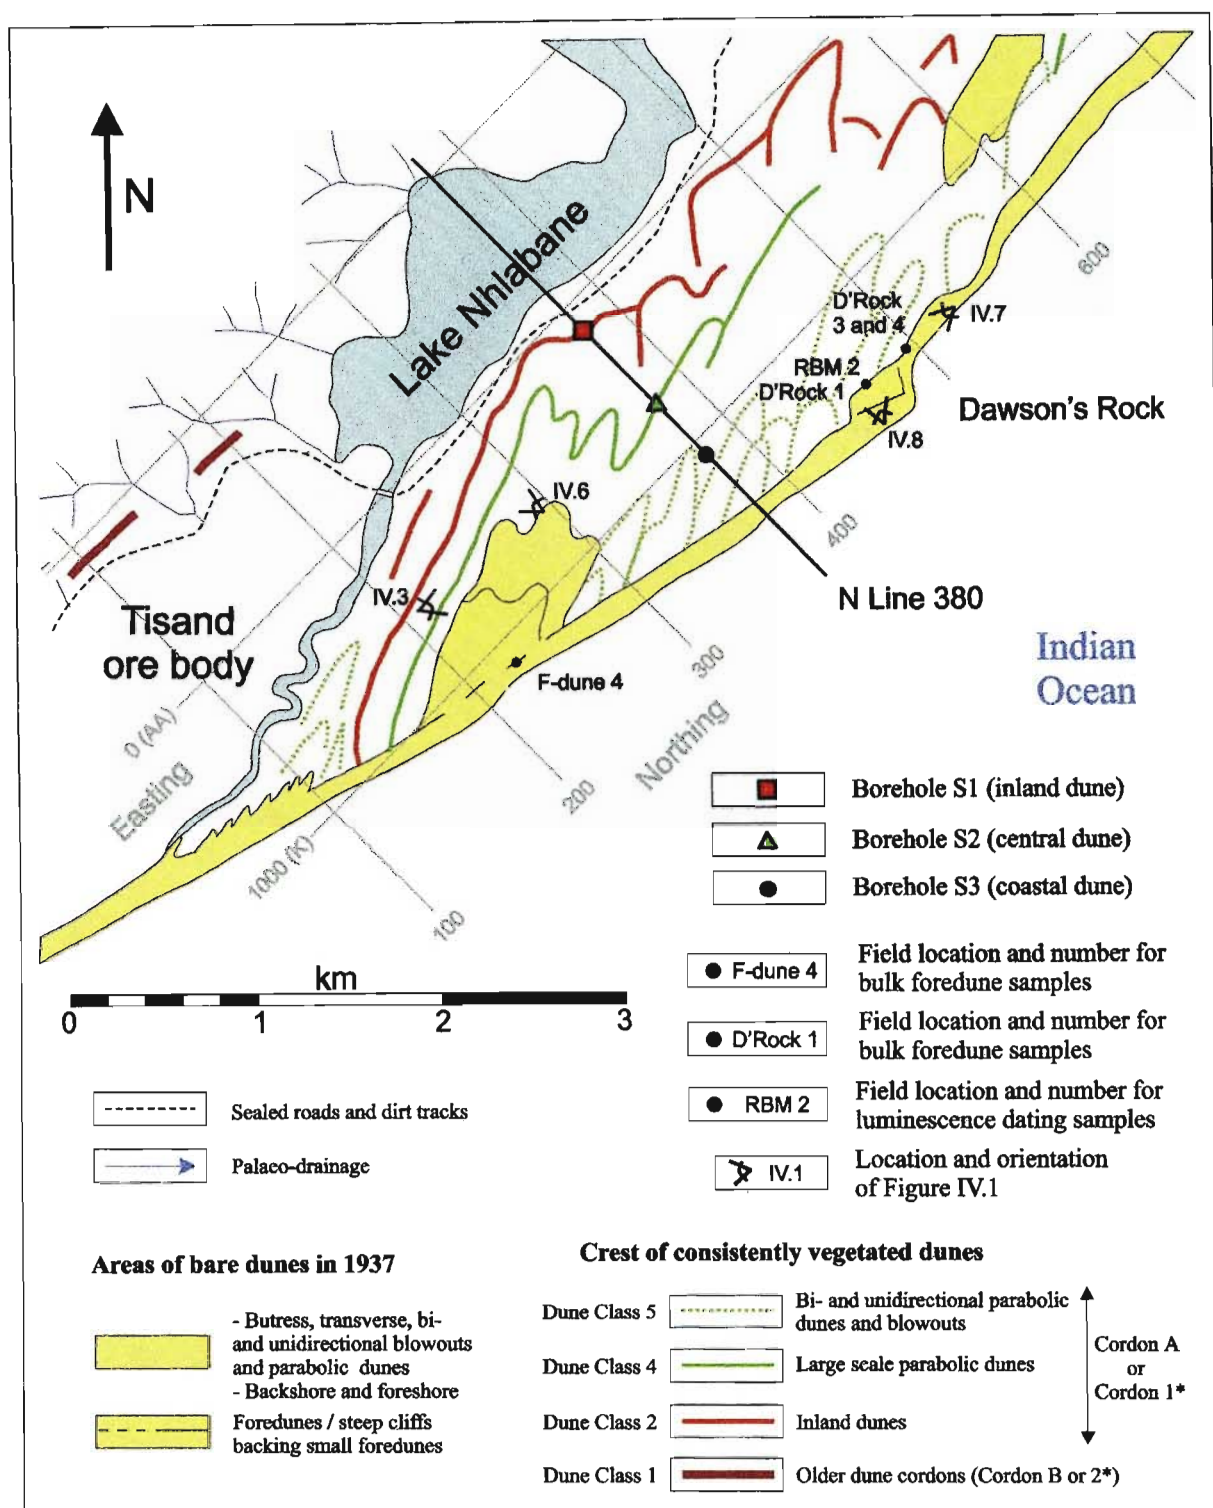 N
Lake Nhlabane
600
D'Rock
3 and 4
IV.7
RBM 2
D'Rock 1
Dawson's Rock
IV.8
IV.6
400
N Line 380
IV.3
Tisand
ore body
Indian
Ocean
300
F-dune 4
0 (AA)
Northing
Easting
200
1000 (K)
100
Borehole S1 (inland dune)
Borehole S2 (central dune)
Borehole S3 (coastal dune)
km
0 1 2 3
F-dune 4
Field location and number for
bulk foredune samples
D'Rock 1
Field location and number for
bulk foredune samples
RBM 2
Field location and number for
luminescence dating samples
IV.1
Location and orientation
of Figure IV.1
Sealed roads and dirt tracks
Palaeo-drainage
Areas of bare dunes in 1937
- Butress, transverse, bi-
and unidirectional blowouts
and parabolic dunes
- Backshore and foreshore
Foredunes / steep cliffs
backing small foredunes
Crest of consistently vegetated dunes
Dune Class 5
Bi- and unidirectional parabolic
dunes and blowouts
Dune Class 4
Large scale parabolic dunes
Dune Class 2
Inland dunes
Cordon A
or
Cordon 1*
Dune Class 1
Older dune cordons (Cordon B or 2*)